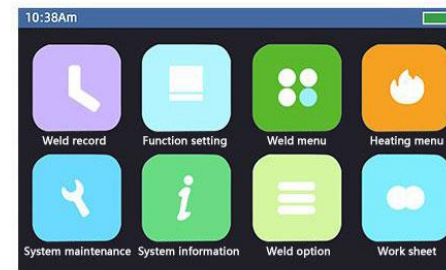 10:38Am
Weld record
Function setting
Weld menu
Heating menu
System maintenance
System information
Weld option
Work sheet